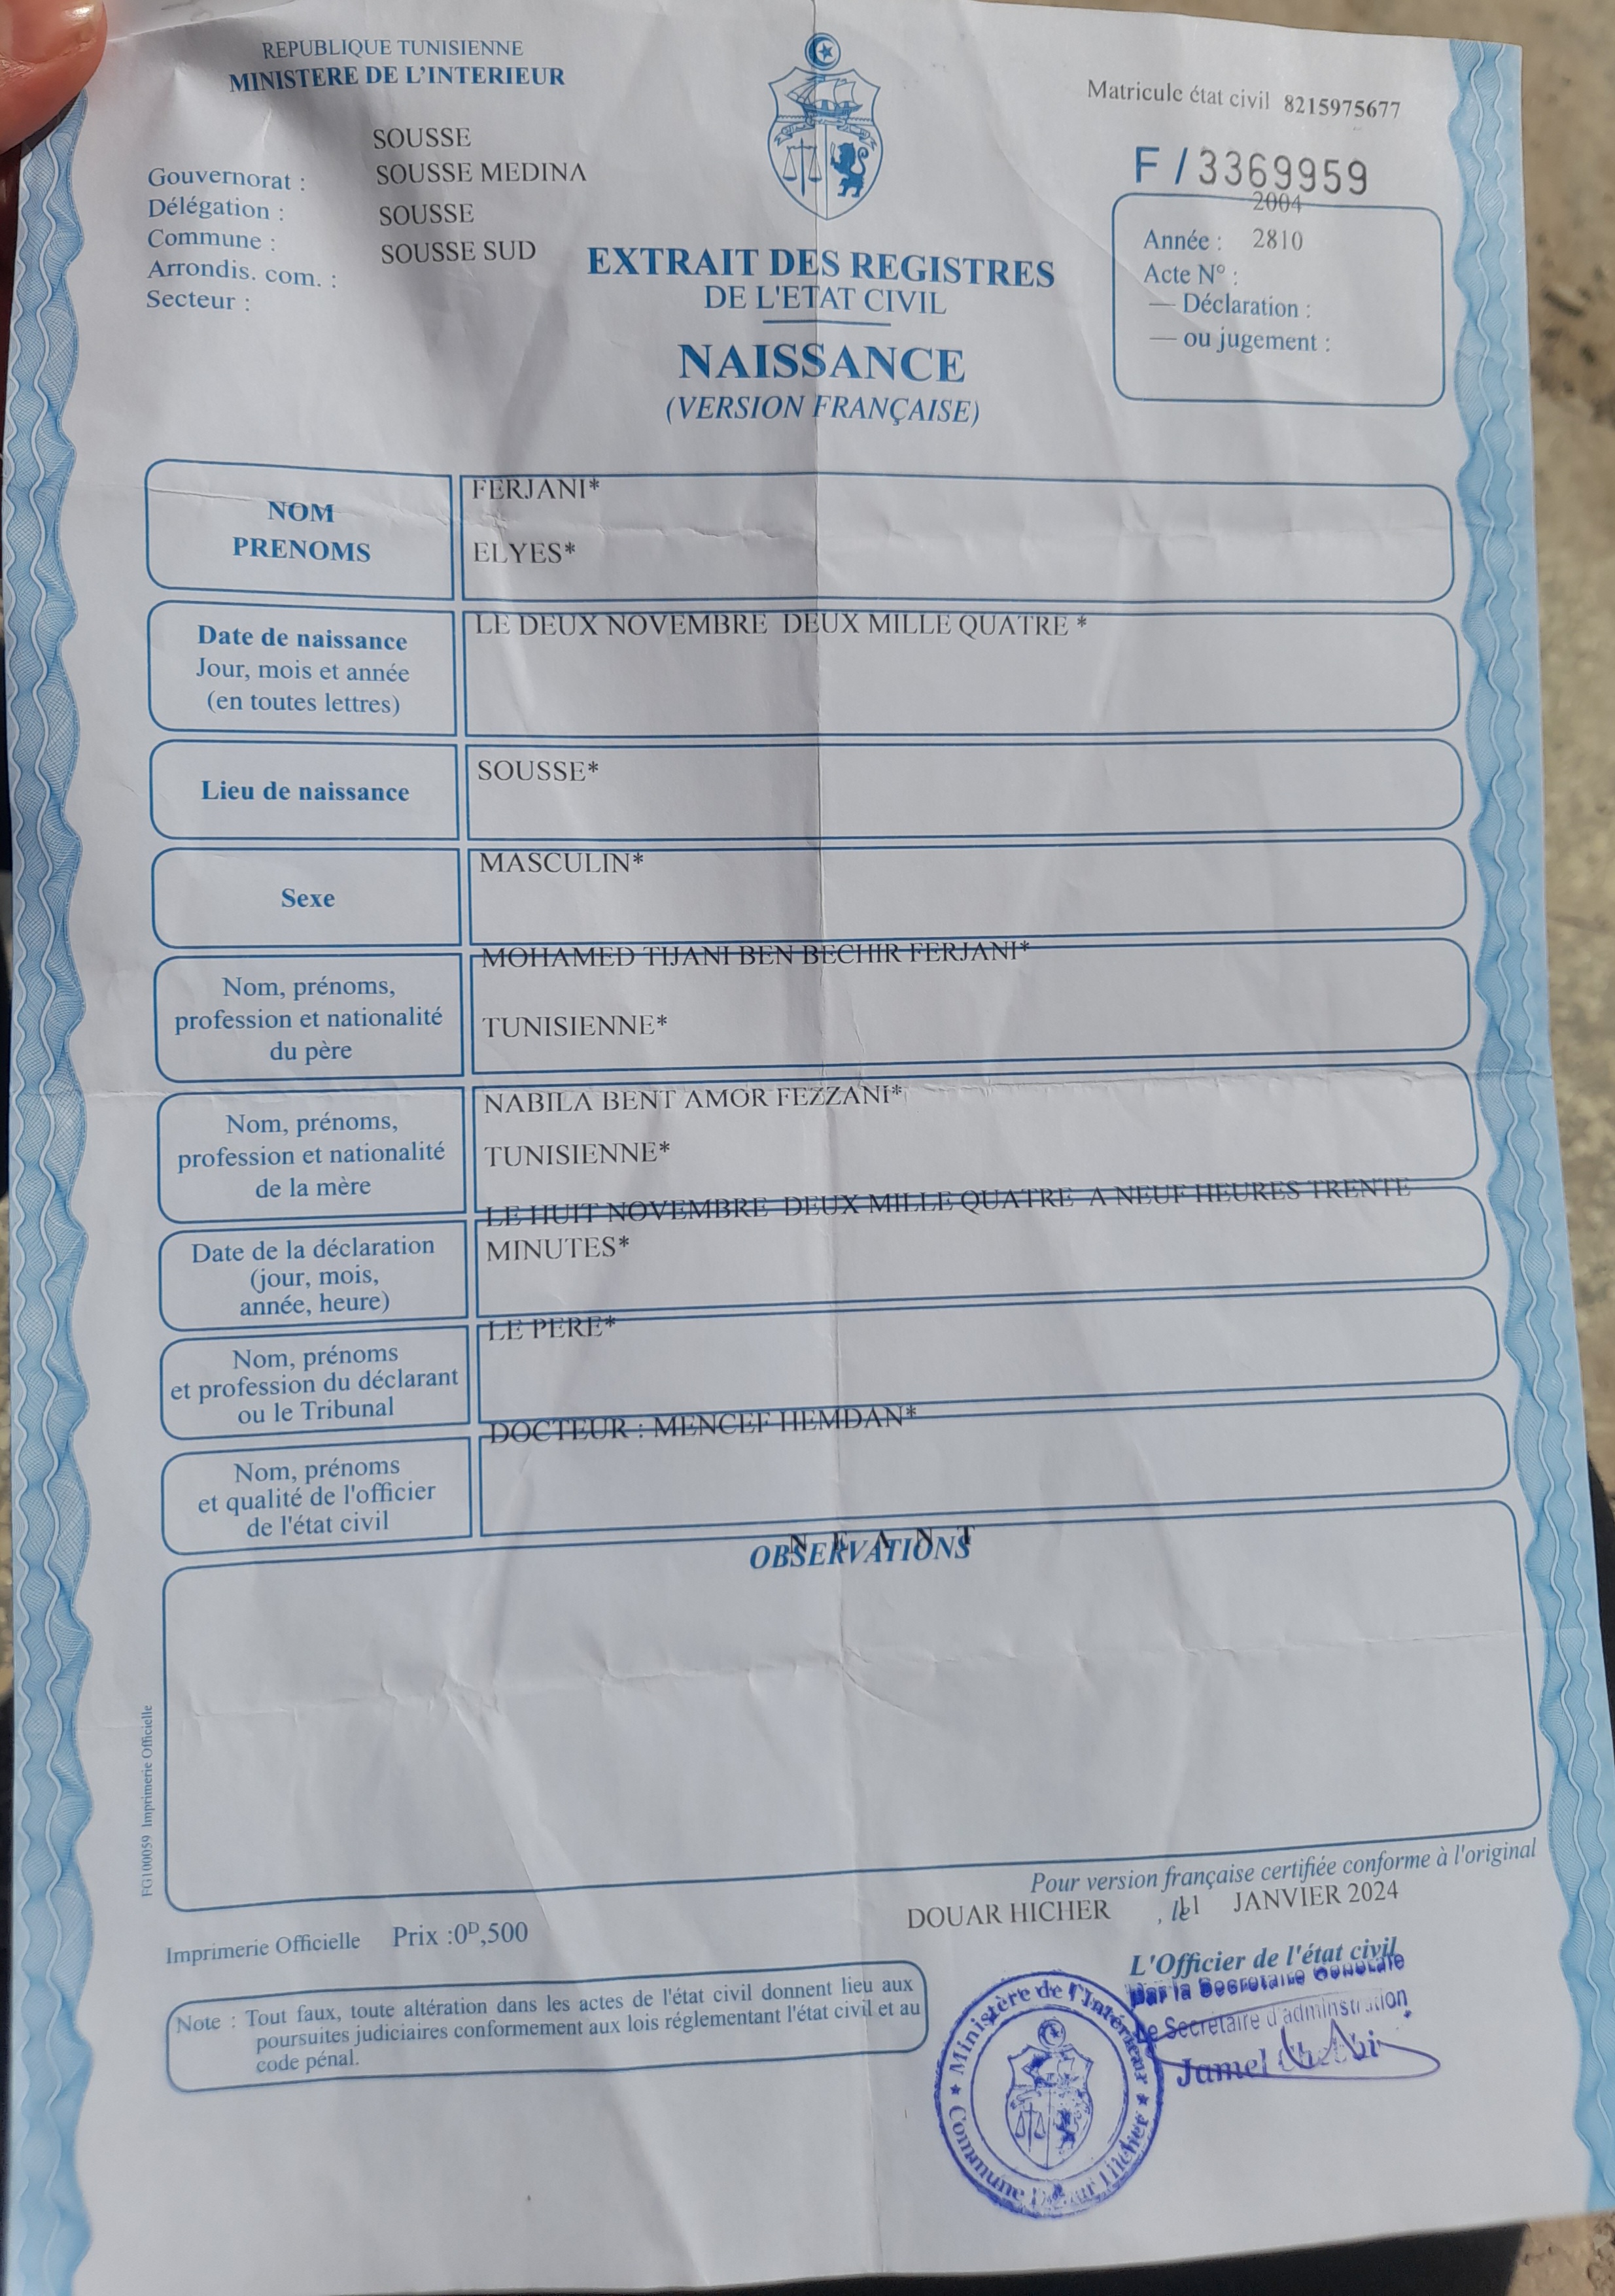 REPUBLIQUE TUNISIENNE
MINISTERE DE L'INTERIEUR
Matricule état civil 8215975677
F / 3369959
SOUSSE
Gouvernorat : SOUSSE MEDINA
Délégation : SOUSSE
Commune : SOUSSE SUD
Arrondis. com. :
Secteur :
2004
Année : 2810
Acte N° :
— Déclaration :
— ou jugement :
EXTRAIT DES REGISTRES
DE L'ETAT CIVIL
NAISSANCE
(VERSION FRANÇAISE)
NOM
PRENOMS
FERJANI*
ELYES*
Date de naissance
Jour, mois et année
(en toutes lettres)
LE DEUX NOVEMBRE DEUX MILLE QUATRE *
Lieu de naissance
SOUSSE*
Sexe
MASCULIN*
Nom, prénoms,
profession et nationalité
du père
MOHAMED TIJANI BEN BECHIR FERJANI*
TUNISIENNE*
Nom, prénoms,
profession et nationalité
de la mère
NABILA BENT AMOR FEZZANI*
TUNISIENNE*
Date de la déclaration
(jour, mois,
année, heure)
LE HUIT NOVEMBRE DEUX MILLE QUATRE A NEUF HEURES TRENTE
MINUTES*
Nom, prénoms
et profession du déclarant
ou le Tribunal
LE PERE*
Nom, prénoms
et qualité de l'officier
de l'état civil
DOCTEUR : MENCEF HEMDAN*
N E A N T
OBSERVATIONS
FG100059 Imprimerie Officielle
Pour version française certifiée conforme à l'original
DOUAR HICHER , le JANVIER 2024
Imprimerie Officielle Prix :0ᴰ,500
L'Officier de l'état civil
Par la Secretaire Generale
Le Secretaire d'adminstration
Jamel
Note : Tout faux, toute altération dans les actes de l'état civil donnent lieu aux
poursuites judiciaires conformement aux lois réglementant l'état civil et au
code pénal.
★ Ministère de l'Intérieur ★
Commune Douar Hicher